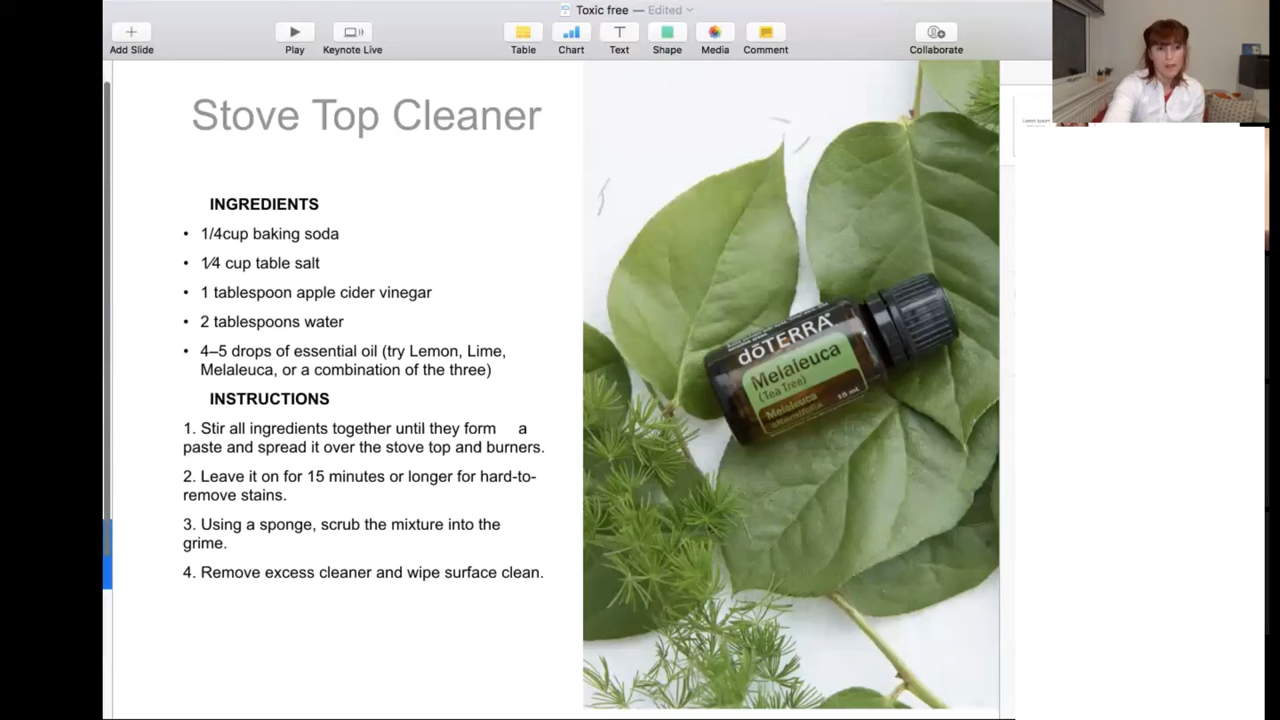 Toxic free — Edited
Add Slide
Play
Keynote Live
Table
Chart
Text
Shape
Media
Comment
Collaborate
Stove Top Cleaner
INGREDIENTS
• 1/4cup baking soda
• 1⁄4 cup table salt
• 1 tablespoon apple cider vinegar
• 2 tablespoons water
• 4–5 drops of essential oil (try Lemon, Lime,
Melaleuca, or a combination of the three)
INSTRUCTIONS
1. Stir all ingredients together until they form a
paste and spread it over the stove top and burners.
2. Leave it on for 15 minutes or longer for hard-to-
remove stains.
3. Using a sponge, scrub the mixture into the
grime.
4. Remove excess cleaner and wipe surface clean.
dōTERRA
Melaleuca
(Tea Tree)
Melaleuca
alternifolia
15 mL
Lorem Ipsum